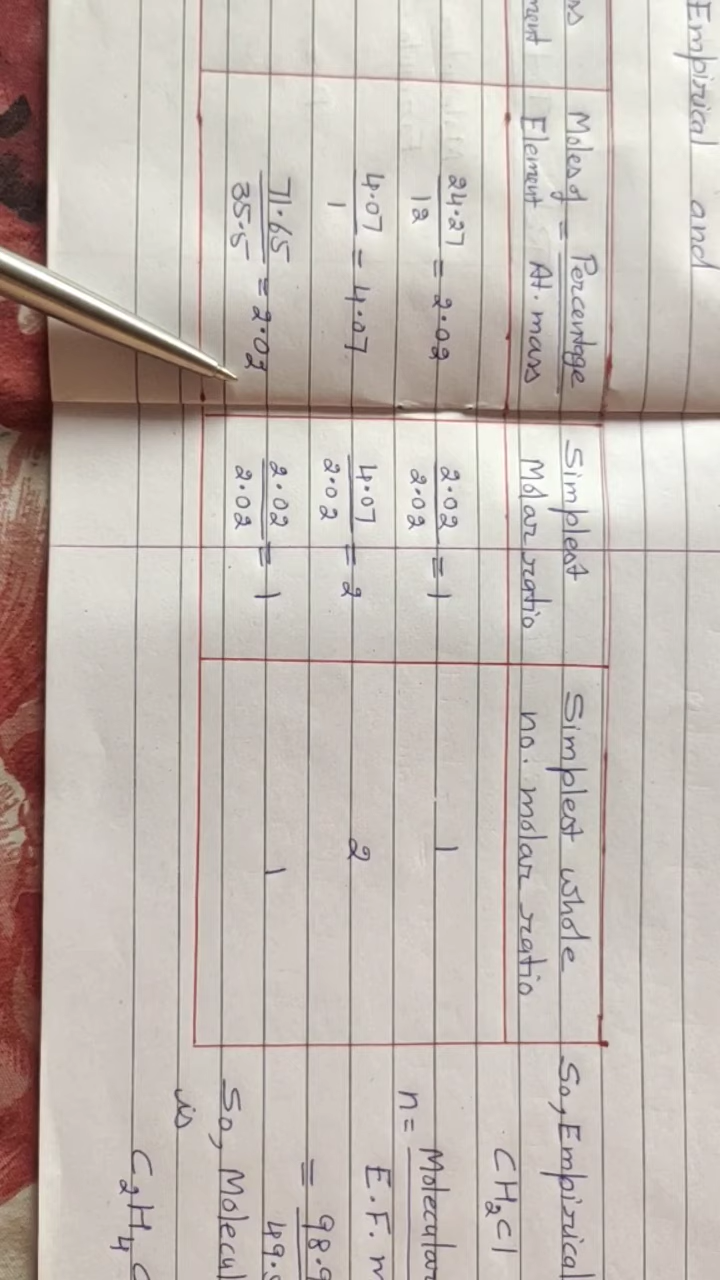 Empirical and
ss
ment
Moles of = Percentage
Element At. mass
Simplest
Molar ratio
Simplest whole
no. molar ratio
24.27 / 12 = 2.02
2.02 / 2.02 = 1
1
4.07 / 1 = 4.07
4.07 / 2.02 = 2
2
71.65 / 35.5 = 2.02
2.02 / 2.02 = 1
1
So, Empirical
CH₂Cl
n = Molecular
E.F. m
= 98.9
49.
So, Molecul
is
C₂H₄C